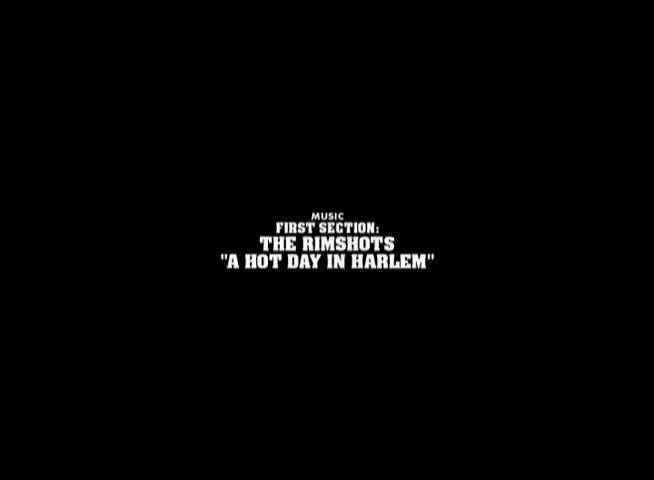 MUSIC
FIRST SECTION:
THE RIMSHOTS
"A HOT DAY IN HARLEM"